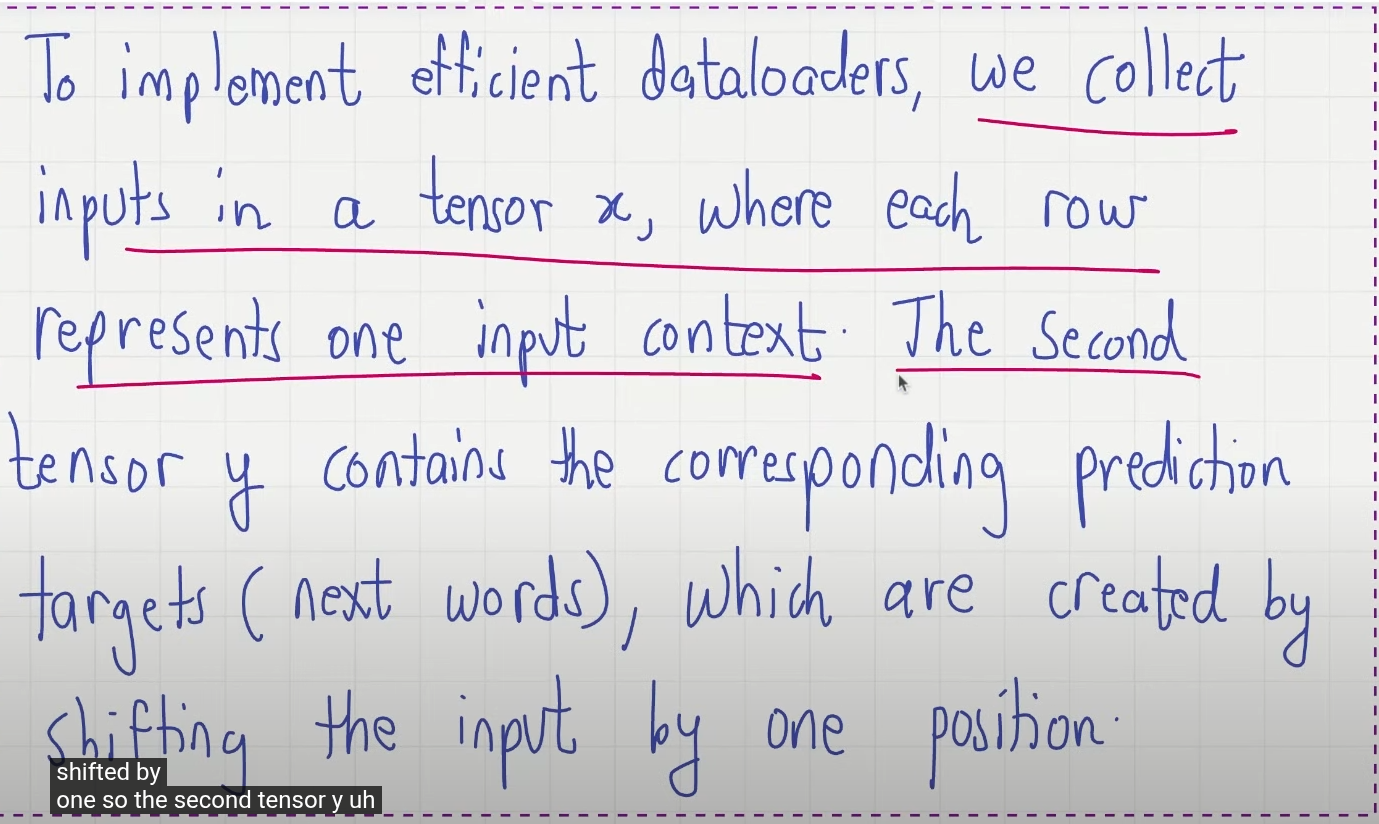 To implement efficient dataloaders, we collect
inputs in a tensor x, where each row
represents one input context. The second
tensor y contains the corresponding prediction
targets (next words), which are created by
shifting the input by one position.
shifted by
one so the second tensor y uh